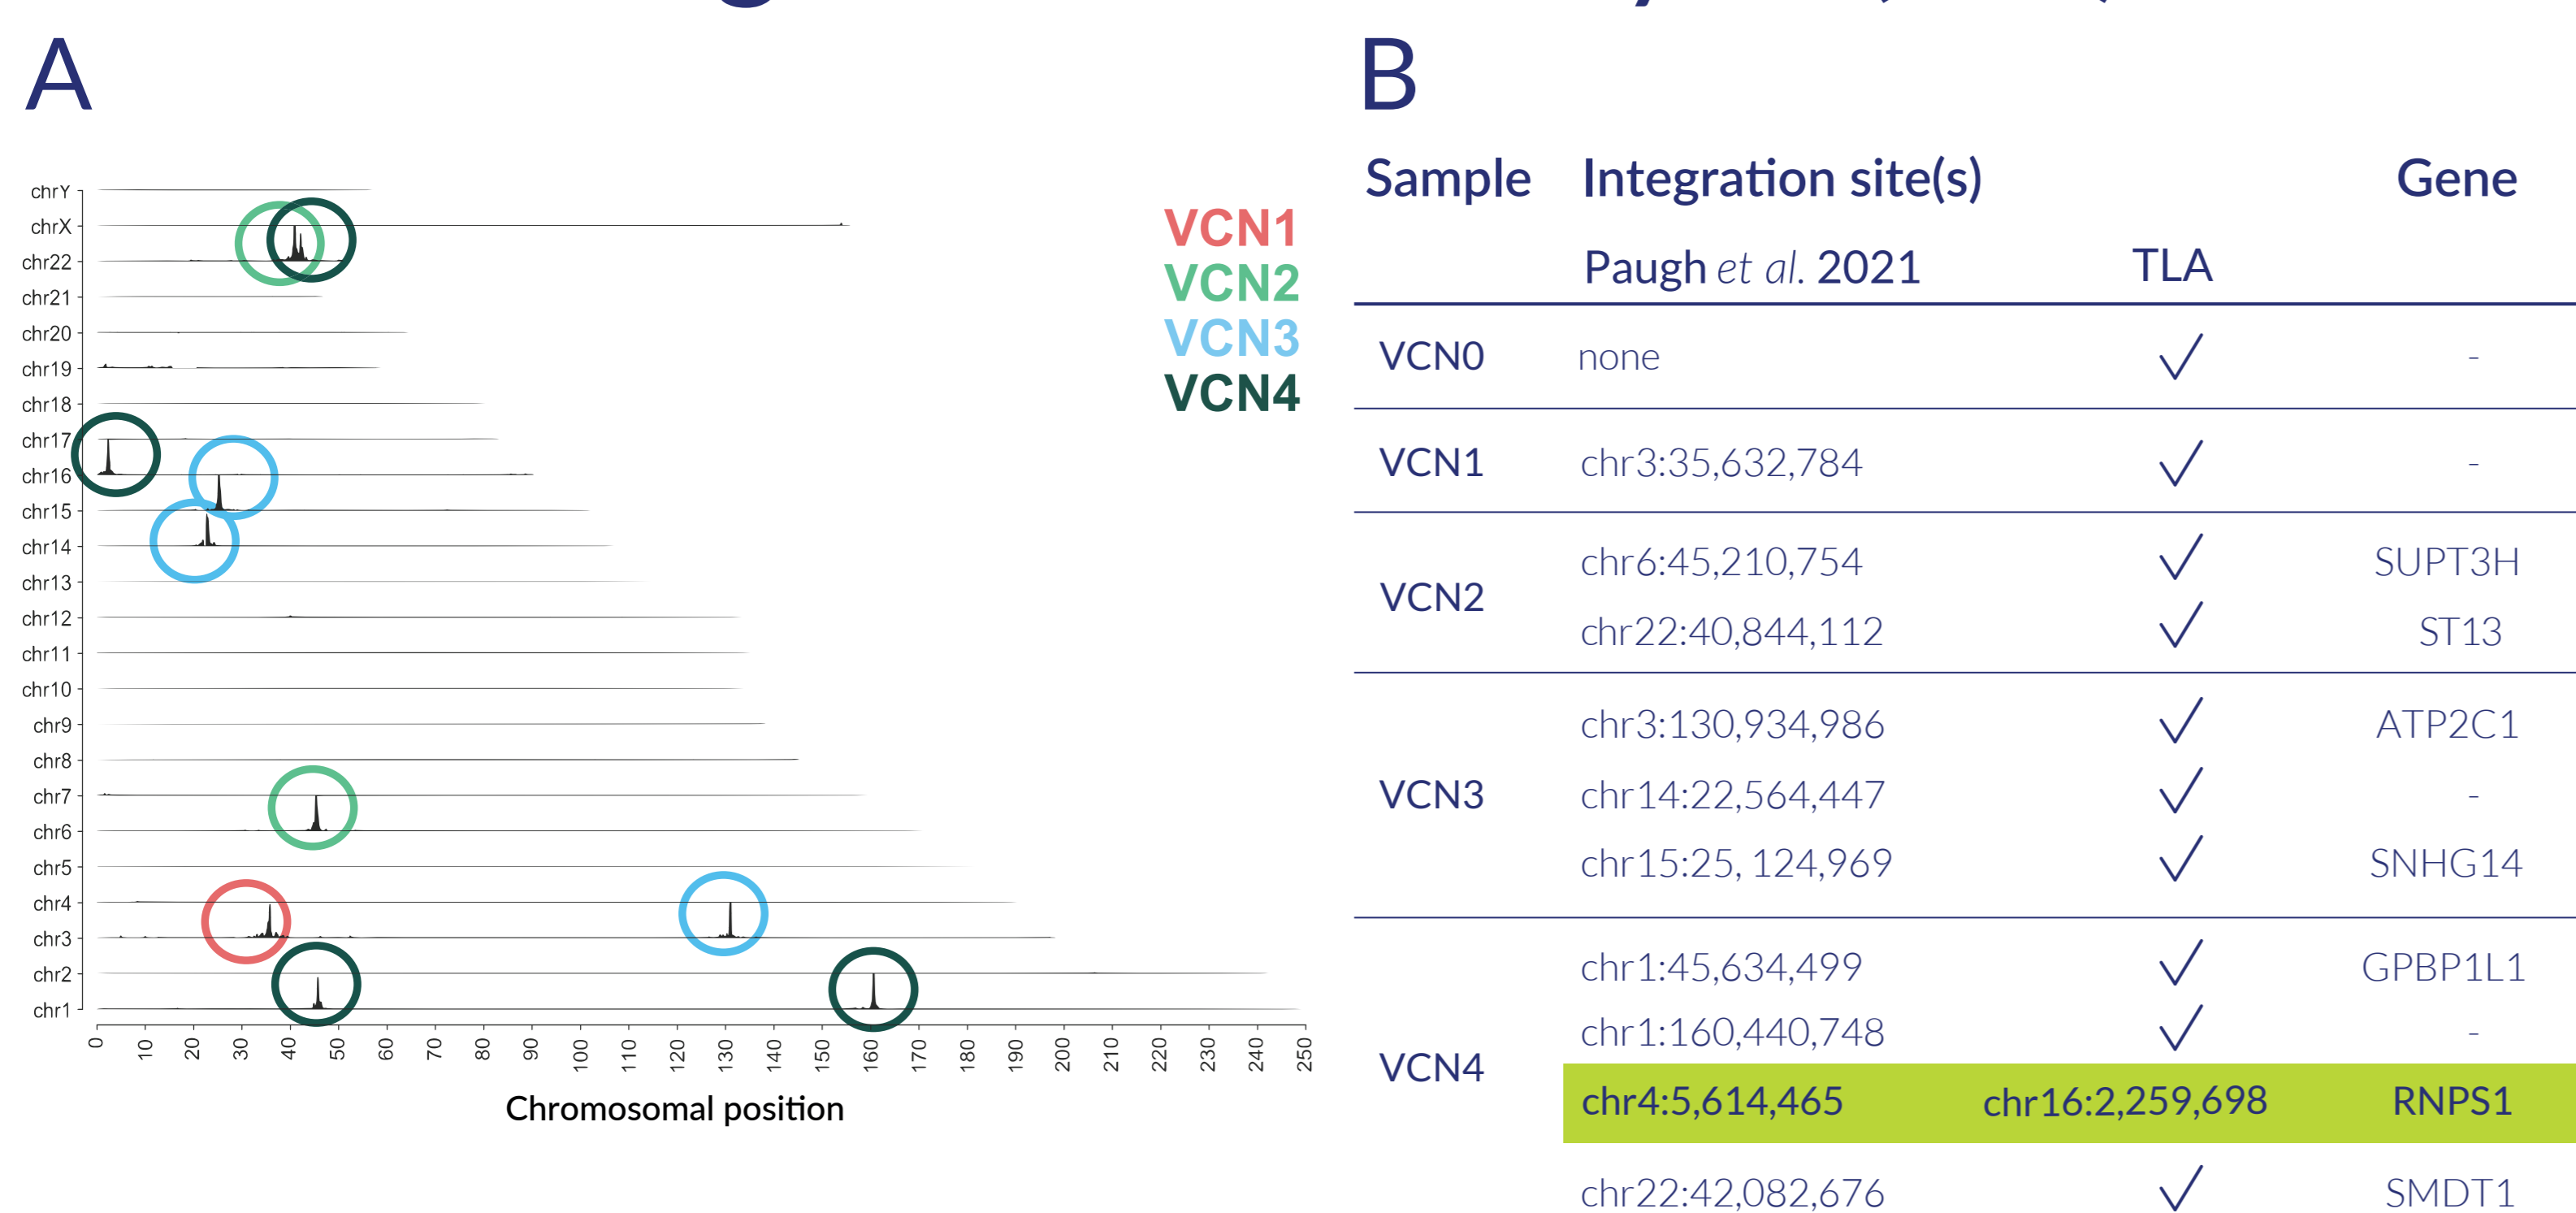 A
chrY
chrX
chr22
chr21
chr20
chr19
chr18
chr17
chr16
chr15
chr14
chr13
chr12
chr11
chr10
chr9
chr8
chr7
chr6
chr5
chr4
chr3
chr2
chr1
0 10 20 30 40 50 60 70 80 90 100 110 120 130 140 150 160 170 180 190 200 210 220 230 240 250
Chromosomal position
VCN1
VCN2
VCN3
VCN4
B
Sample Integration site(s) Gene
Paugh et al. 2021 TLA
VCN0 none ✓ -
VCN1 chr3:35,632,784 ✓ -
VCN2
chr6:45,210,754 ✓ SUPT3H
chr22:40,844,112 ✓ ST13
VCN3
chr3:130,934,986 ✓ ATP2C1
chr14:22,564,447 ✓ -
chr15:25, 124,969 ✓ SNHG14
VCN4
chr1:45,634,499 ✓ GPBP1L1
chr1:160,440,748 ✓ -
chr4:5,614,465 chr16:2,259,698 RNPS1
chr22:42,082,676 ✓ SMDT1